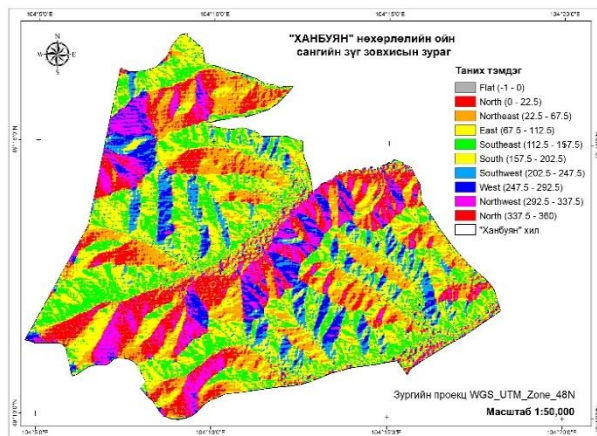 "ХАНБУЯН" нөхөрлөлийн ойн
сангийн зүг зовхисын зураг
N
W E
S
Таних тэмдэг
Flat (-1 - 0)
North (0 - 22.5)
Northeast (22.5 - 67.5)
East (67.5 - 112.5)
Southeast (112.5 - 157.5)
South (157.5 - 202.5)
Southwest (202.5 - 247.5)
West (247.5 - 292.5)
Northwest (292.5 - 337.5)
North (337.5 - 360)
"Ханбуян" хил
Зургийн проекц WGS_UTM_Zone_48N
Масштаб 1:50,000